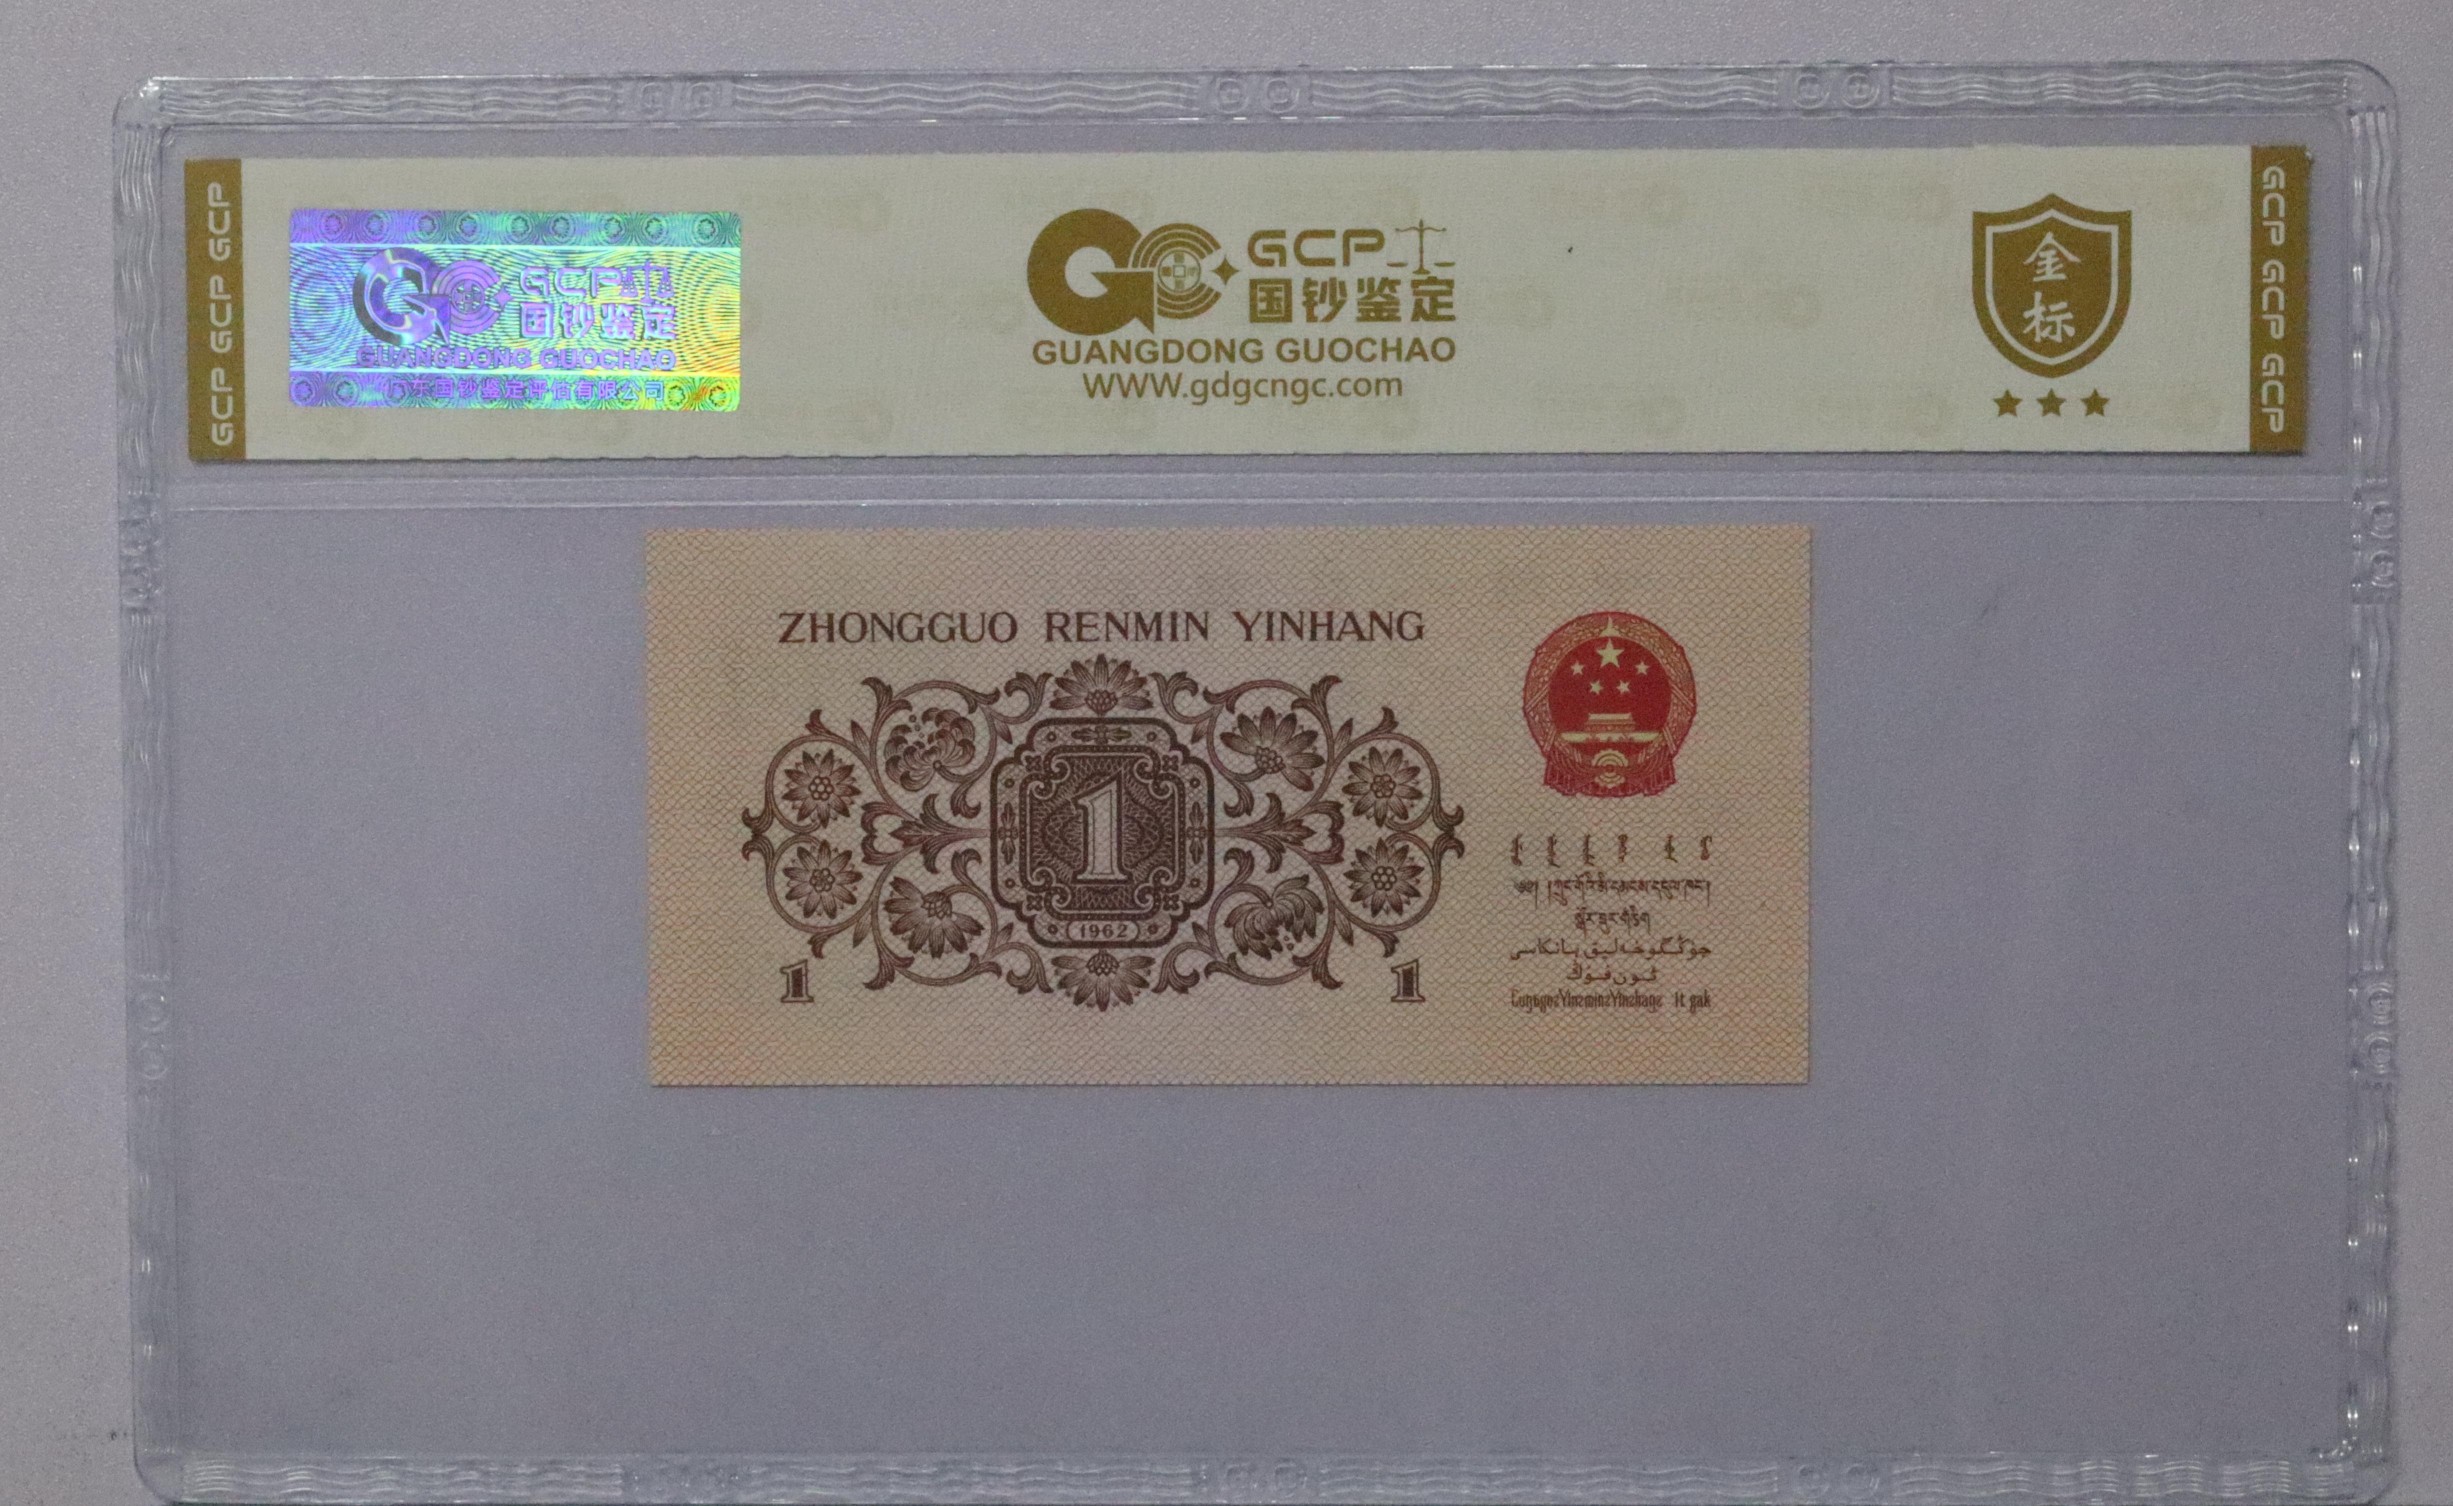 GCP GCP GCP
GCP
国钞鉴定
GUANGDONG GUOCHAO
广东国钞鉴定评估有限公司
GCP
国钞鉴定
GUANGDONG GUOCHAO
WWW.gdgcngc.com
金
标
GCP GCP GCP
ZHONGGUO RENMIN YINHANG
1
1962
1
1